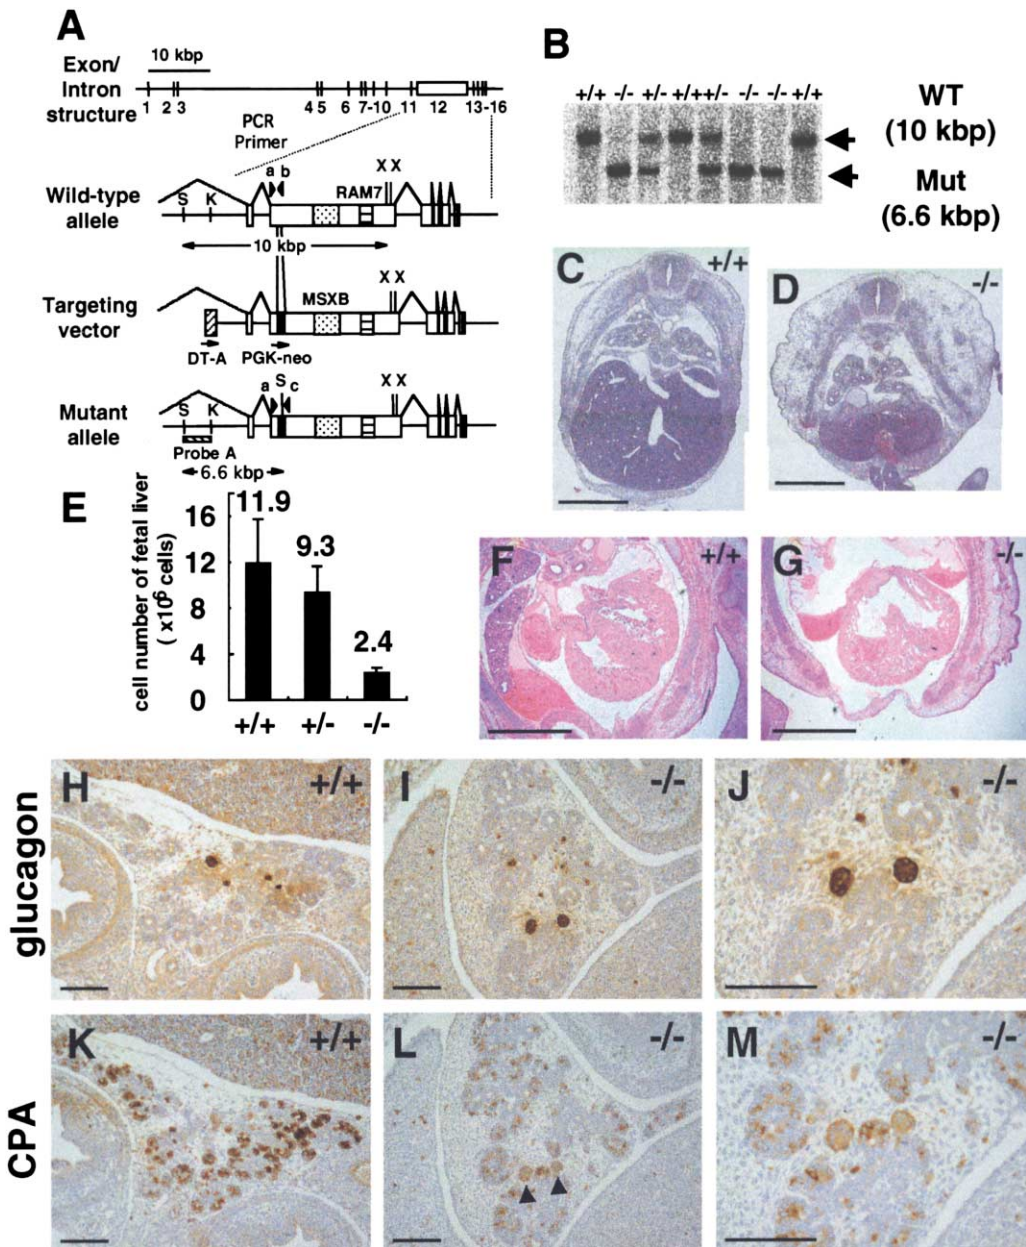 A
10 kbp
Exon/
Intron
structure
1 2 3 4 5 6 7-10 11 12 13-16
PCR
Primer
X X
a b
RAM7
Wild-type
allele
S K
10 kbp
X X
Targeting
vector
MSXB
DT-A
PGK-neo
S
a c
X X
Mutant
allele
S K
Probe A
6.6 kbp
B
+/+ -/- +/- +/+ +/- -/- -/- +/+
WT
(10 kbp)
Mut
(6.6 kbp)
C
+/+
D
-/-
E
cell number of fetal liver
( x10⁶ cells)
16
12
8
4
0
11.9
9.3
2.4
+/+ +/- -/-
F
+/+
G
-/-
glucagon
H
+/+
I
-/-
J
-/-
CPA
K
+/+
L
-/-
M
-/-